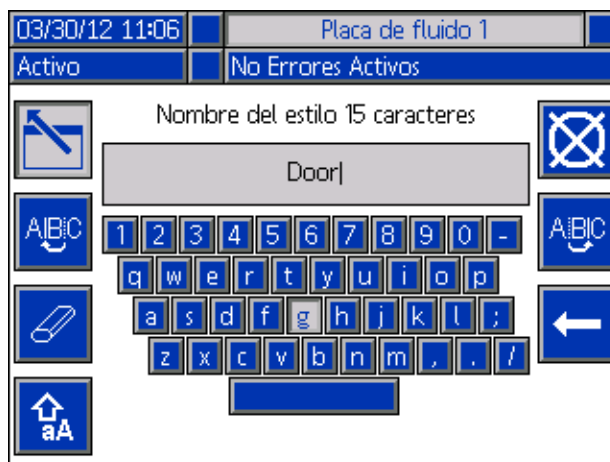 03/30/12 11:06 Placa de fluido 1
Activo No Errores Activos
Nombre del estilo 15 caracteres
Door
A|B|C 1 2 3 4 5 6 7 8 9 0 - A|B|C
q w e r t y u i o p
a s d f g h j k l ;
z x c v b n m , . /
aA